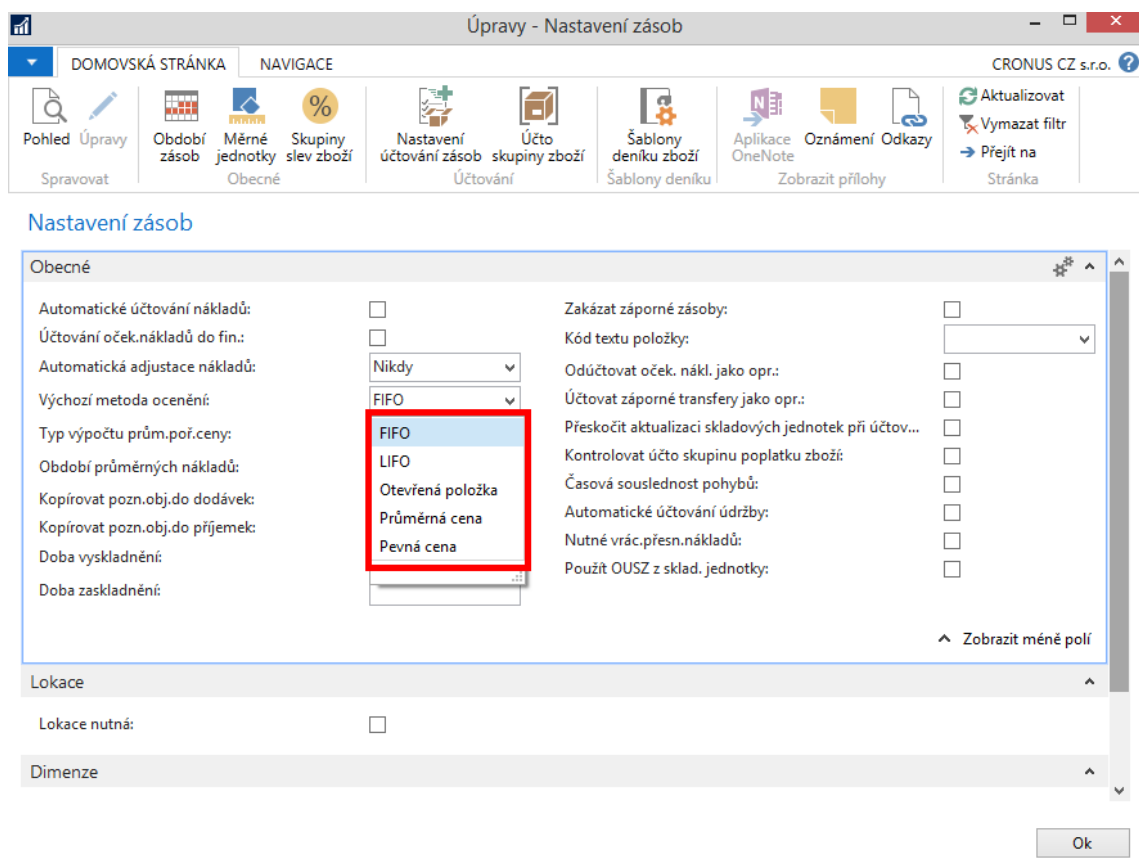 Úpravy - Nastavení zásob
DOMOVSKÁ STRÁNKA NAVIGACE CRONUS CZ s.r.o. ?
Pohled Úpravy
Období zásob
Měrné jednotky
Skupiny slev zboží
Nastavení účtování zásob
Účto skupiny zboží
Šablony deníku zboží
Aplikace OneNote
Oznámení Odkazy
Aktualizovat
Vymazat filtr
Přejít na
Spravovat Obecné Účtování Šablony deníku Zobrazit přílohy Stránka
Nastavení zásob
Obecné
Automatické účtování nákladů:
Účtování oček.nákladů do fin.:
Automatická adjustace nákladů: Nikdy
Výchozí metoda ocenění: FIFO
Typ výpočtu prům.poř.ceny:
Období průměrných nákladů:
Kopírovat pozn.obj.do dodávek:
Kopírovat pozn.obj.do příjemek:
Doba vyskladnění:
Doba zaskladnění:
FIFO
LIFO
Otevřená položka
Průměrná cena
Pevná cena
Zakázat záporné zásoby:
Kód textu položky:
Odúčtovat oček. nákl. jako opr.:
Účtovat záporné transfery jako opr.:
Přeskočit aktualizaci skladových jednotek při účtov...
Kontrolovat účto skupinu poplatku zboží:
Časová souslednost pohybů:
Automatické účtování údržby:
Nutné vrác.přesn.nákladů:
Použít OUSZ z sklad. jednotky:
Zobrazit méně polí
Lokace
Lokace nutná:
Dimenze
Ok